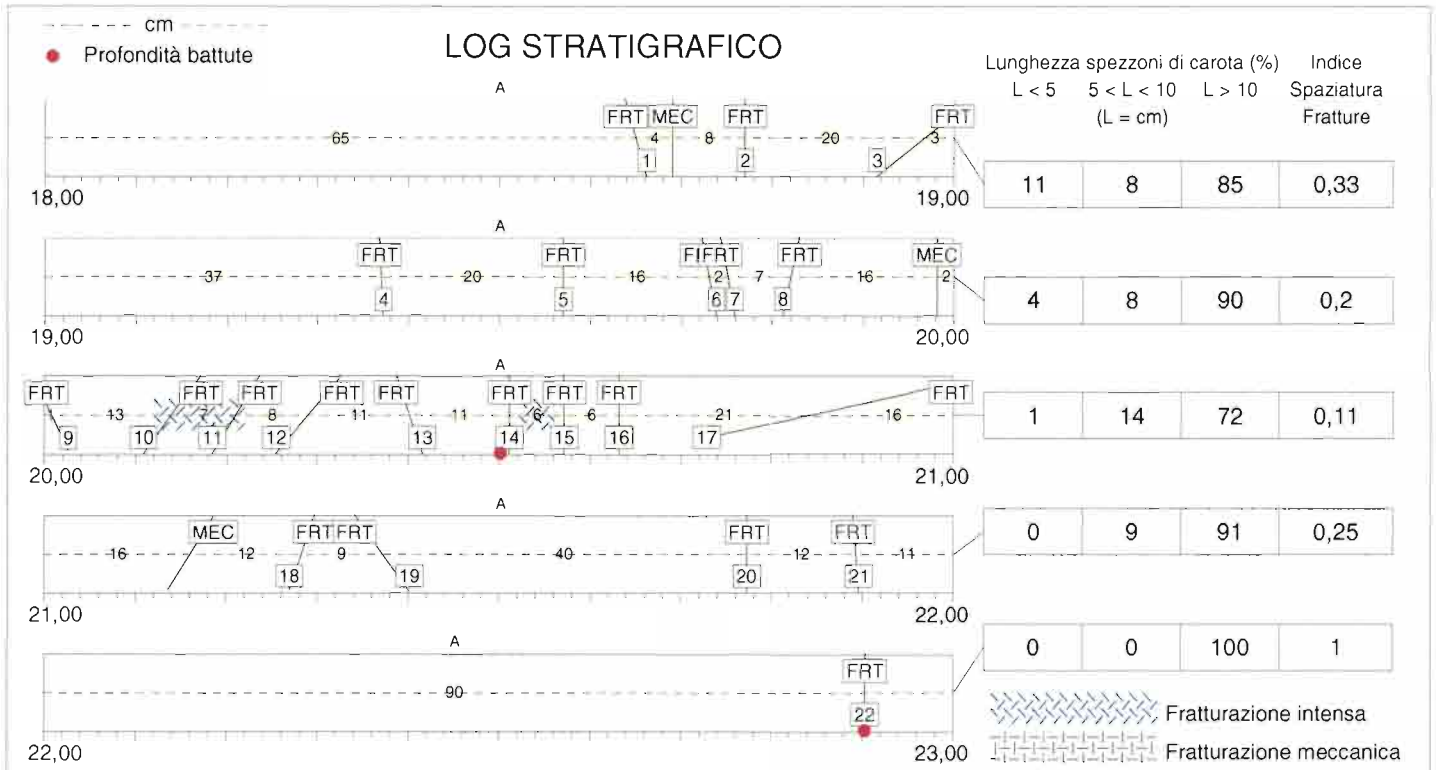 cm
Profondità battute
LOG STRATIGRAFICO
Lunghezza spezzoni di carota (%) Indice
L < 5 5 < L < 10 L > 10 Spaziatura
(L = cm) Fratture
A
FRT MEC FRT FRT
65 4 8 20 3
1 2 3
18,00 19,00
11 8 85 0,33
A
FRT FRT FRT MEC
FRT
37 20 16 2 7 16 2
4 5 6 7 8
19,00 20,00
4 8 90 0,2
A
FRT FRT FRT FRT FRT FRT FRT FRT FRT
13 7 8 11 11 6 6 21 16
9 10 11 12 13 14 15 16 17
20,00 21,00
1 14 72 0,11
A
MEC FRT FRT FRT FRT
16 12 9 40 12 11
18 19 20 21
21,00 22,00
0 9 91 0,25
A
FRT
90
22
22,00 23,00
0 0 100 1
Fratturazione intensa
Fratturazione meccanica